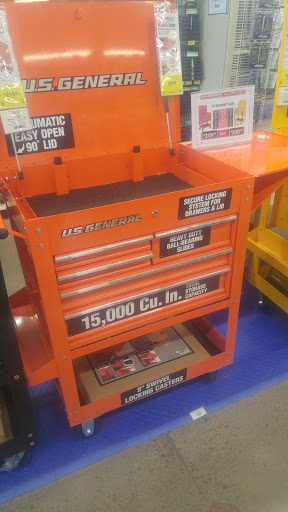 U.S. GENERAL
PNEUMATIC
EASY OPEN
90° LID
U.S. GENERAL
SECURE LOCKING
SYSTEM FOR
DRAWERS & LID
HEAVY DUTY
BALL-BEARING
SLIDES
15,000 Cu. In.
STORAGE
CAPACITY
5" SWIVEL
LOCKING CASTERS